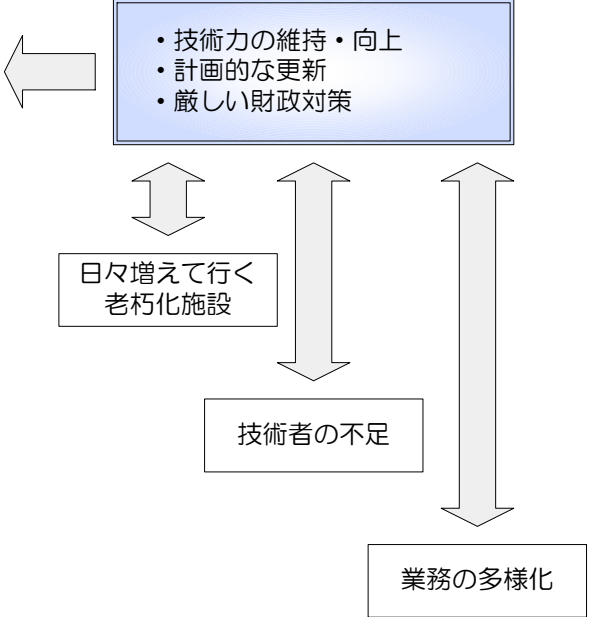 ・技術力の維持・向上
・計画的な更新
・厳しい財政対策
日々増えて行く
老朽化施設
技術者の不足
業務の多様化